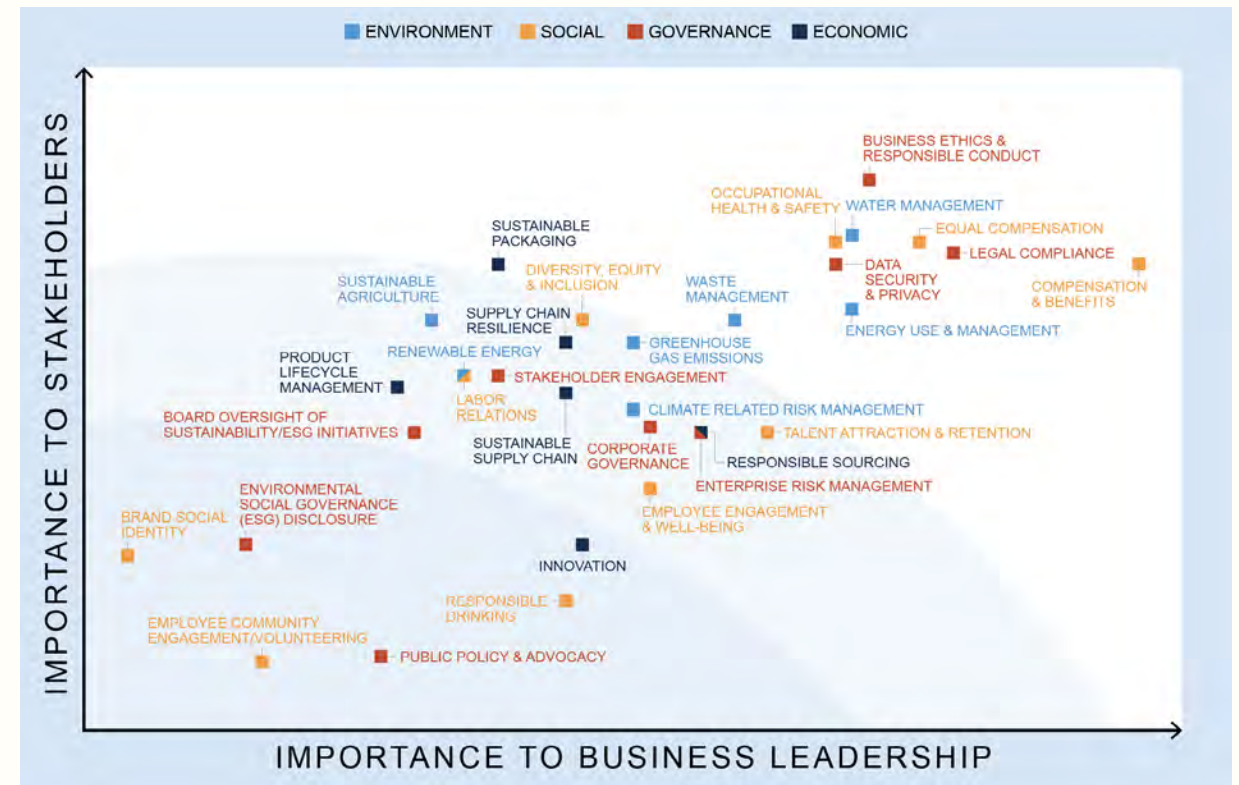 ENVIRONMENT
SOCIAL
GOVERNANCE
ECONOMIC
IMPORTANCE TO STAKEHOLDERS
BUSINESS ETHICS &
RESPONSIBLE CONDUCT
OCCUPATIONAL
HEALTH & SAFETY
WATER MANAGEMENT
EQUAL COMPENSATION
LEGAL COMPLIANCE
SUSTAINABLE
PACKAGING
DIVERSITY, EQUITY
& INCLUSION
DATA
SECURITY
& PRIVACY
COMPENSATION
& BENEFITS
SUSTAINABLE
AGRICULTURE
WASTE
MANAGEMENT
SUPPLY CHAIN
RESILIENCE
ENERGY USE & MANAGEMENT
GREENHOUSE
GAS EMISSIONS
RENEWABLE ENERGY
PRODUCT
LIFECYCLE
MANAGEMENT
STAKEHOLDER ENGAGEMENT
LABOR
RELATIONS
CLIMATE RELATED RISK MANAGEMENT
BOARD OVERSIGHT OF
SUSTAINABILITY/ESG INITIATIVES
TALENT ATTRACTION & RETENTION
SUSTAINABLE
SUPPLY CHAIN
CORPORATE
GOVERNANCE
RESPONSIBLE SOURCING
ENTERPRISE RISK MANAGEMENT
ENVIRONMENTAL
SOCIAL GOVERNANCE
(ESG) DISCLOSURE
BRAND SOCIAL
IDENTITY
EMPLOYEE ENGAGEMENT
& WELL-BEING
INNOVATION
RESPONSIBLE
DRINKING
EMPLOYEE COMMUNITY
ENGAGEMENT/VOLUNTEERING
PUBLIC POLICY & ADVOCACY
IMPORTANCE TO BUSINESS LEADERSHIP